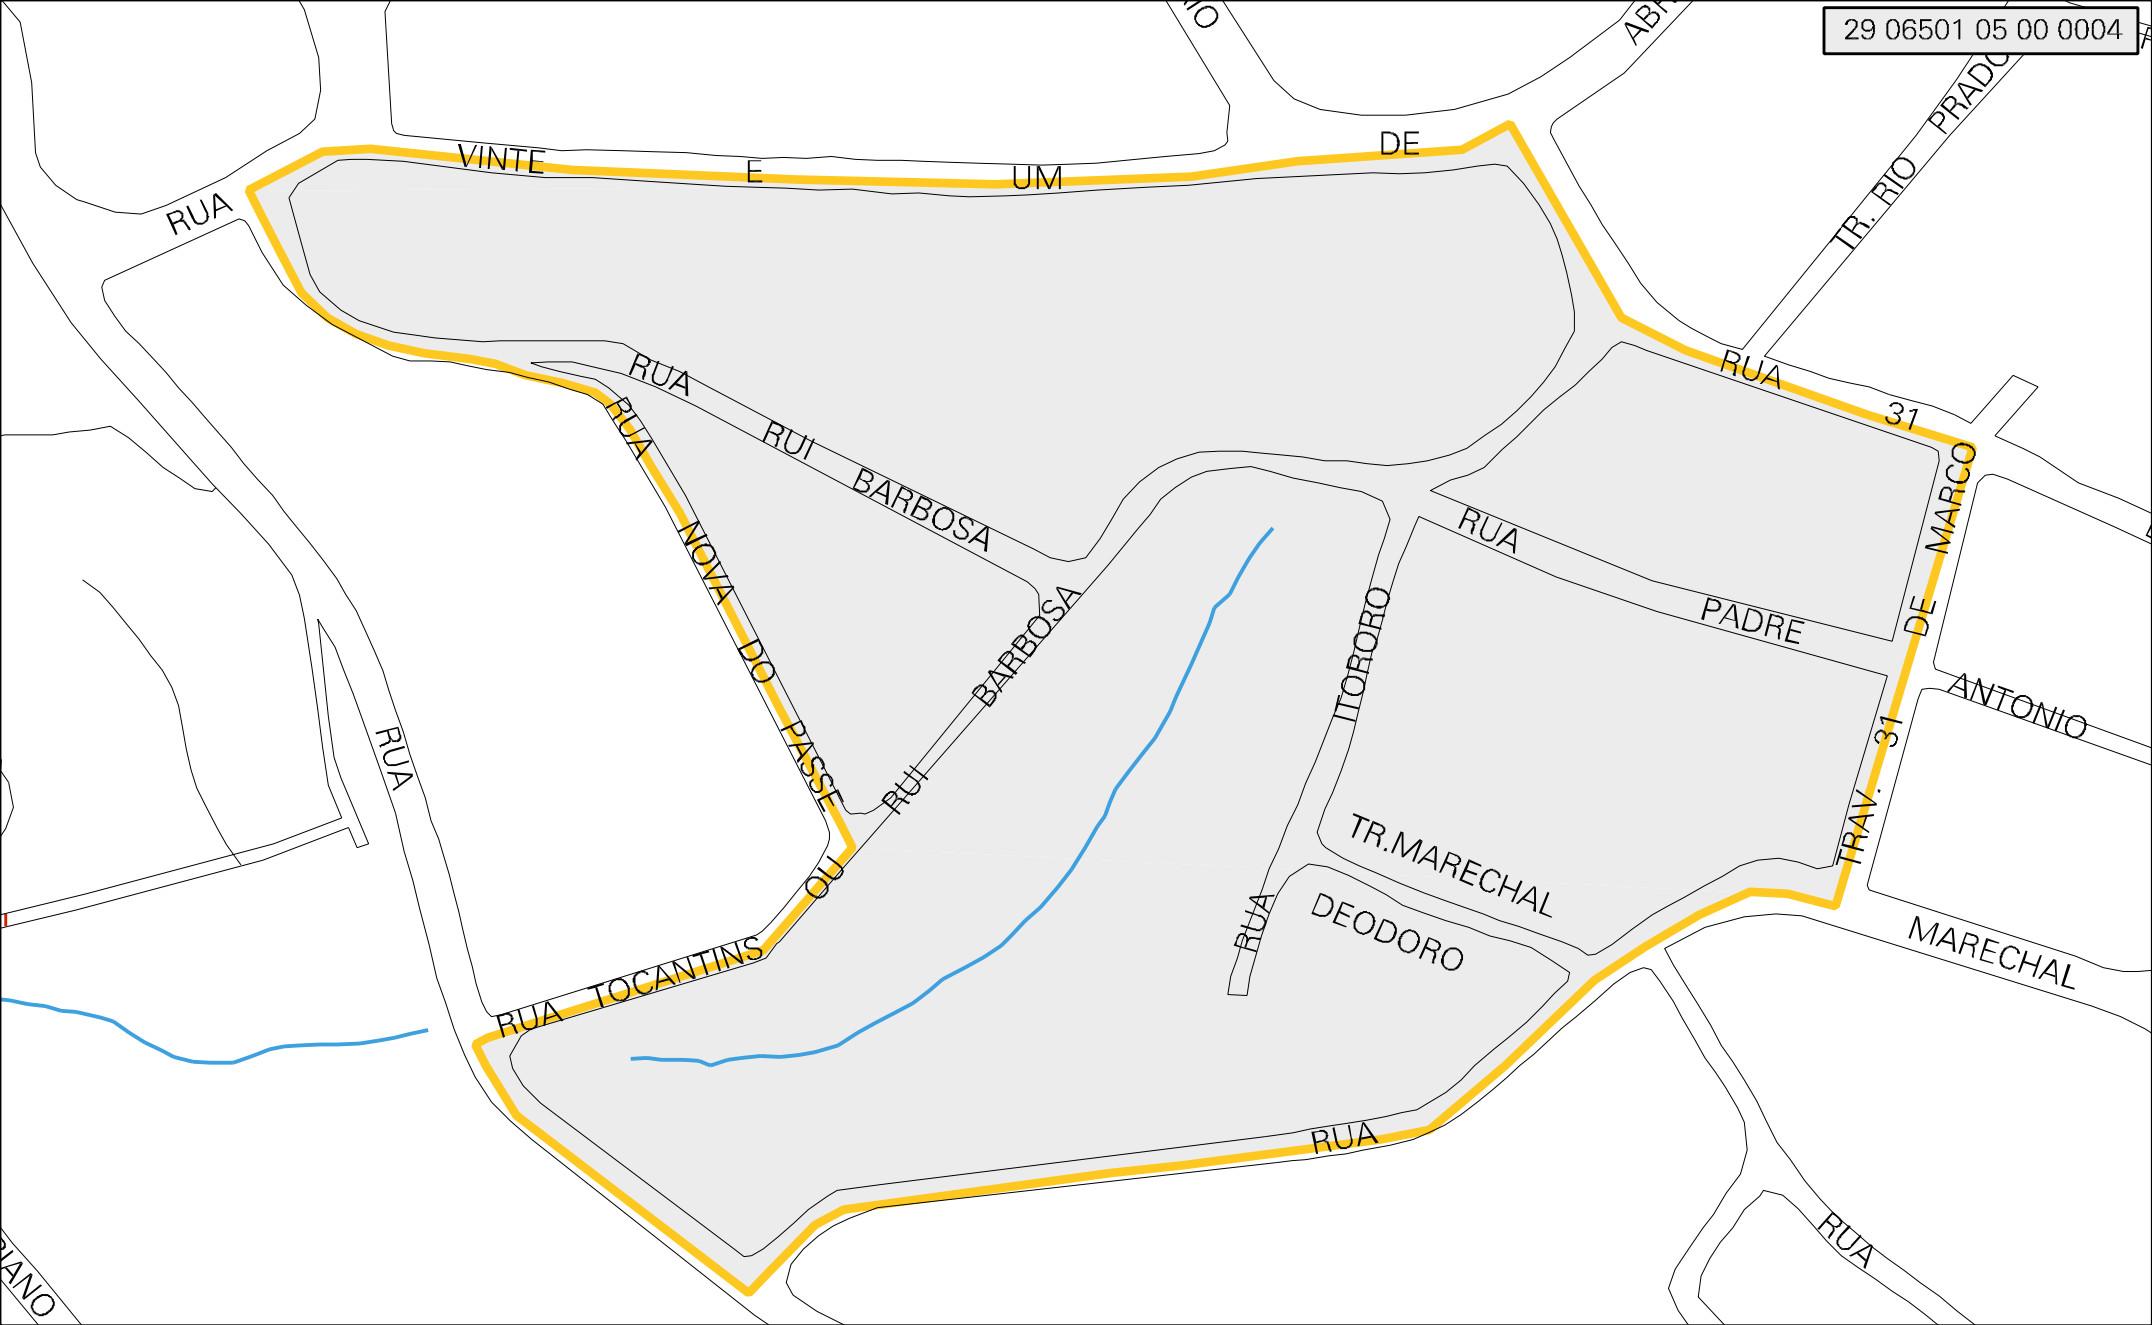 29 06501 05 00 0004
TR. RIO PRADO
RUA VINTE E UM DE
RUA 31
RUA RUI BARBOSA
RUA NOVA DO PASSE OU
RUI BARBOSA
RUA PADRE
ANTONIO
TRAV. 31 DE MARCO
RUA ITORORO
TR.MARECHAL
DEODORO
MARECHAL
RUA
RUA TOCANTINS
RUA
RUA